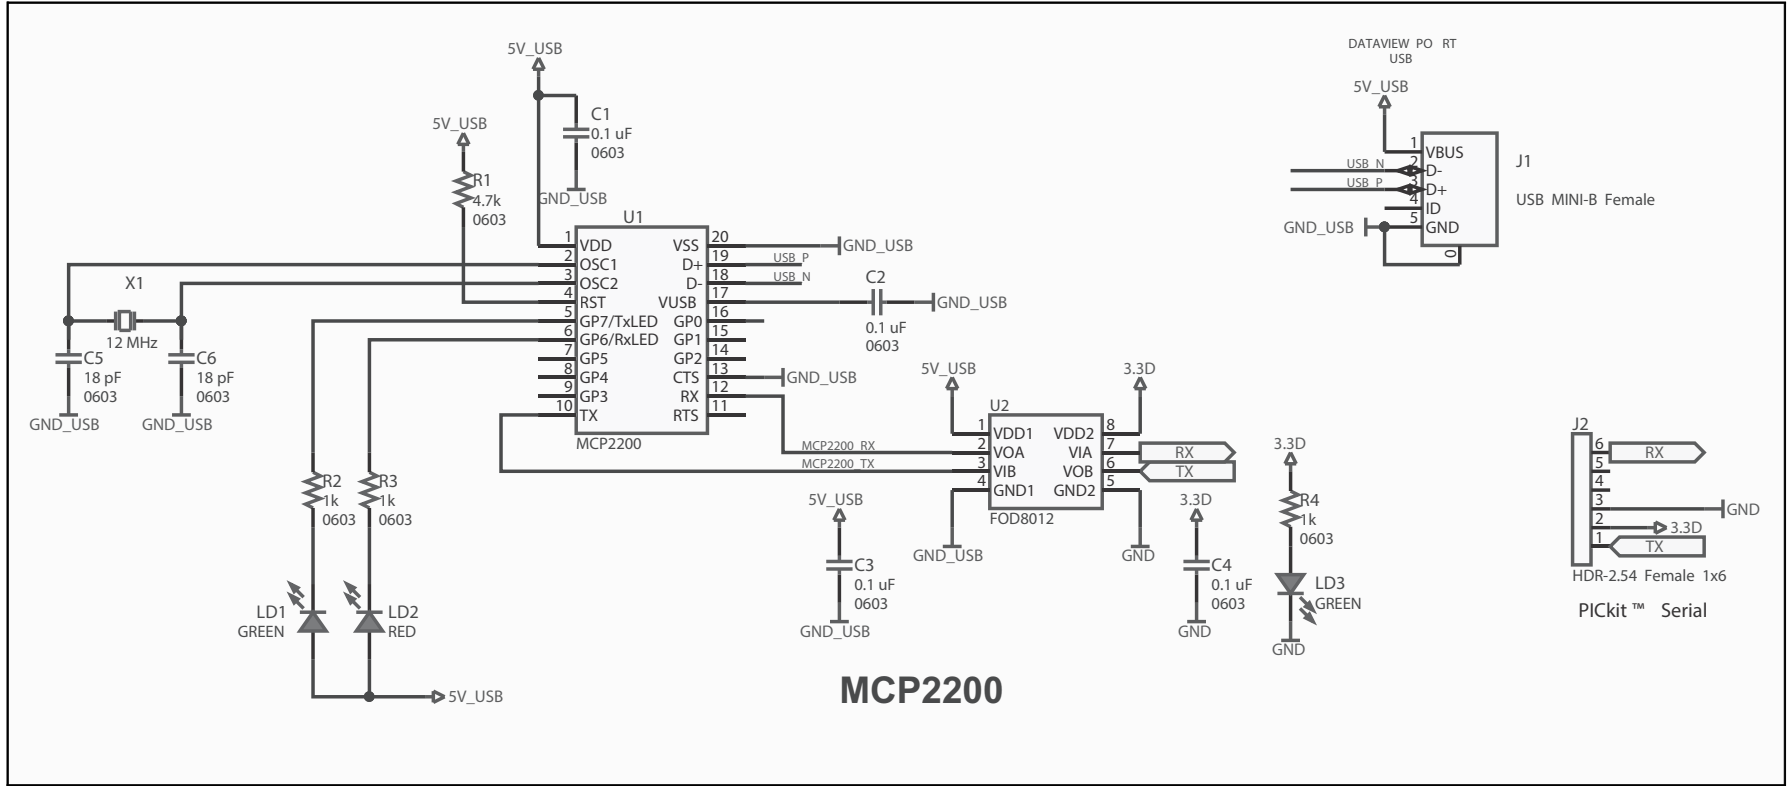 5V_USB
C1
0.1 uF
0603
GND_USB
5V_USB
R1
4.7k
0603
U1
1 VDD
2 OSC1
3 OSC2
4 RST
5 GP7/TxLED
6 GP6/RxLED
7 GP5
8 GP4
9 GP3
10 TX
VSS 20
D+ 19
D- 18
VUSB 17
GP0 16
GP1 15
GP2 14
CTS 13
RX 12
RTS 11
MCP2200
GND_USB
USB_P
USB_N
C2
0.1 uF
0603
GND_USB
GND_USB
X1
12 MHz
C5
18 pF
0603
GND_USB
C6
18 pF
0603
GND_USB
R2
1k
0603
R3
1k
0603
LD1
GREEN
LD2
RED
5V_USB
MCP2200_RX
MCP2200_TX
5V_USB
3.3D
U2
1 VDD1
2 VOA
3 VIB
4 GND1
VDD2 8
VIA 7
VOB 6
GND2 5
FOD8012
RX
TX
GND_USB
GND
5V_USB
C3
0.1 uF
0603
GND_USB
3.3D
C4
0.1 uF
0603
GND
3.3D
R4
1k
0603
LD3
GREEN
GND
DATAVIEW PO RT
USB
5V_USB
1 VBUS
USB_N 2 D-
USB_P 3 D+
4 ID
GND_USB 5 GND
0
J1
USB MINI-B Female
J2
6 RX
5
4
3 GND
2 3.3D
1 TX
HDR-2.54 Female 1x6
PICkit ™ Serial
MCP2200